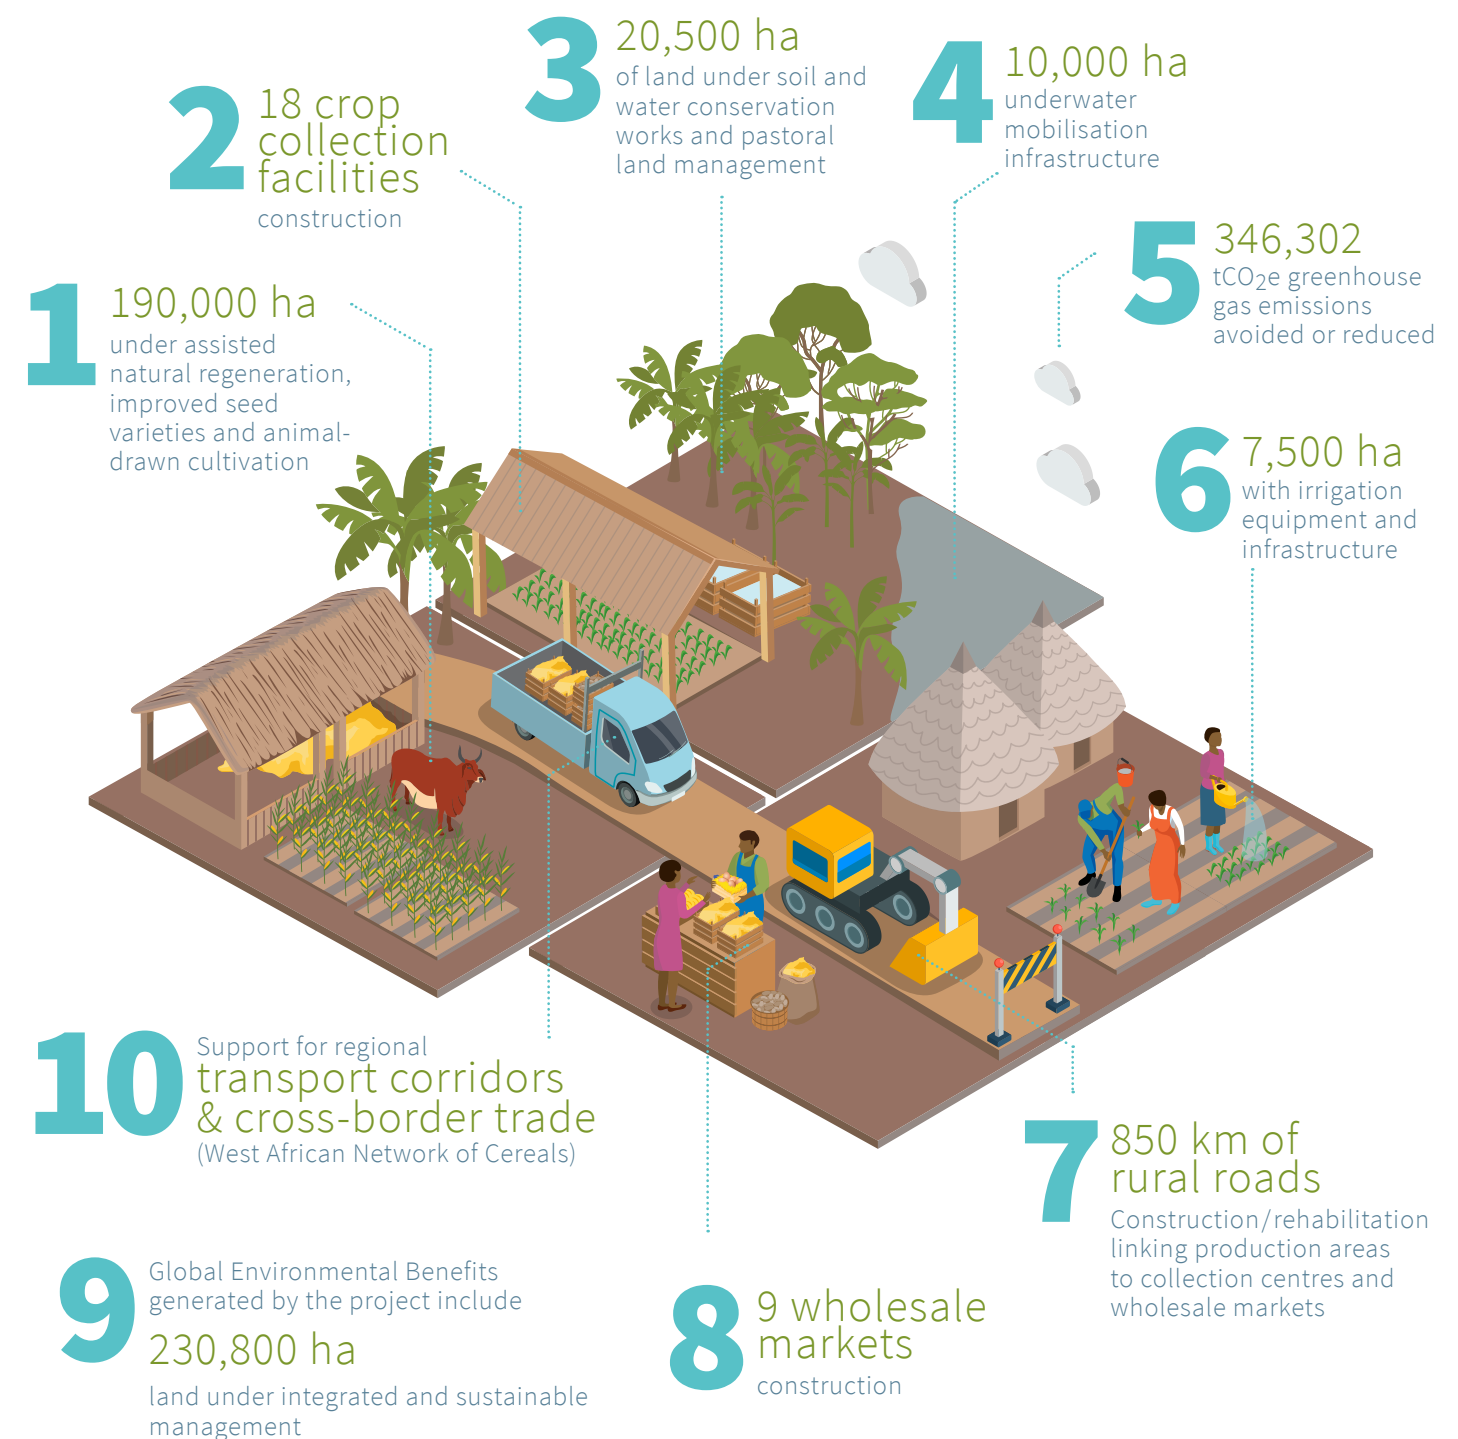 1
190,000 ha
under assisted
natural regeneration,
improved seed
varieties and animal-
drawn cultivation
2
18 crop
collection
facilities
construction
3
20,500 ha
of land under soil and
water conservation
works and pastoral
land management
4
10,000 ha
underwater
mobilisation
infrastructure
5
346,302
tCO2e greenhouse
gas emissions
avoided or reduced
6
7,500 ha
with irrigation
equipment and
infrastructure
7
850 km of
rural roads
Construction/rehabilitation
linking production areas
to collection centres and
wholesale markets
8
9 wholesale
markets
construction
9
Global Environmental Benefits
generated by the project include
230,800 ha
land under integrated and sustainable
management
10
Support for regional
transport corridors
& cross-border trade
(West African Network of Cereals)